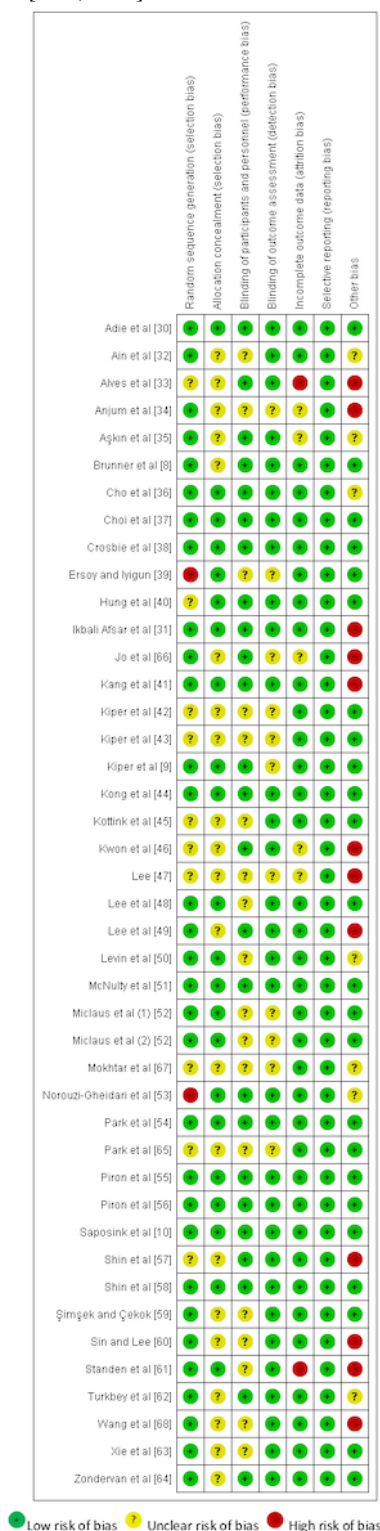 Random sequence generation (selection bias)
Allocation concealment (selection bias)
Blinding of participants and personnel (performance bias)
Blinding of outcome assessment (detection bias)
Incomplete outcome data (attrition bias)
Selective reporting (reporting bias)
Other bias
Adie et al [30] + + + + + + +
Ain et al [32] + ? ? + + + ?
Alves et al [33] ? ? + + - + -
Anjum et al [34] + ? ? ? ? + -
Aşkın et al [35] + ? + + ? + ?
Brunner et al [8] + ? + + + + +
Cho et al [36] + + + + + + ?
Choi et al [37] + + + + + + +
Crosbie et al [38] + + + + + + +
Ersoy and Iyigun [39] - + ? ? + + +
Hung et al [40] ? + + + + + +
Ikbali Afsar et al [31] + + + + + + -
Jo et al [66] + ? + ? ? + -
Kang et al [41] + + + + + + -
Kiper et al [42] ? ? ? ? + + +
Kiper et al [43] ? ? ? ? + + +
Kiper et al [9] + + + ? + + +
Kong et al [44] + + + + + + +
Kottink et al [45] ? ? ? + + + +
Kwon et al [46] ? ? + + ? + -
Lee [47] ? ? ? ? ? + -
Lee et al [48] + + ? + + + +
Lee et al [49] + ? + + + + -
Levin et al [50] + + ? + + + ?
McNulty et al [51] + + + + + + +
Miclaus et al (1) [52] + + ? ? + + +
Miclaus et al (2) [52] + + ? ? + + +
Mokhtar et al [67] ? ? ? ? + + ?
Norouzi-Gheidari et al [53] - + + + + + ?
Park et al [54] + + + + + + +
Park et al [65] ? ? ? ? + + +
Piron et al [55] + + + + + + +
Piron et al [56] + + + + + + +
Saposink et al [10] + + + + + + +
Shin et al [57] ? ? + + + + -
Shin et al [58] + + + + + + +
Şimşek and Çekok [59] + ? ? + + + +
Sin and Lee [60] + ? ? + + + -
Standen et al [61] + + ? + - + -
Turkbey et al [62] + ? + + + + ?
Wang et al [68] + ? ? + + + -
Xie et al [63] + ? ? + + + +
Zondervan et al [64] + ? + + + + +
+ Low risk of bias ? Unclear risk of bias - High risk of bias